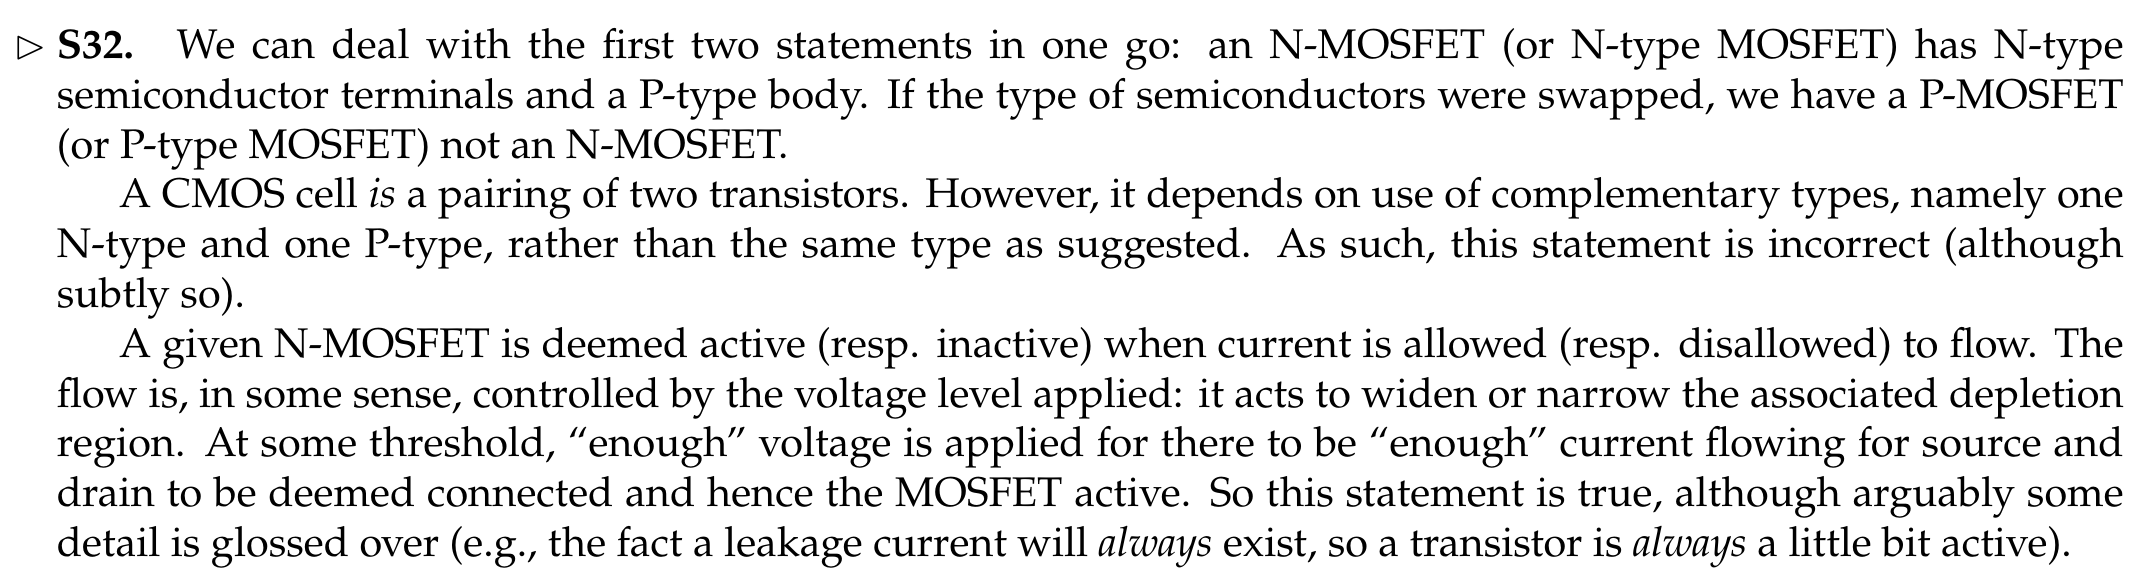 ▷ S32. We can deal with the first two statements in one go: an N-MOSFET (or N-type MOSFET) has N-type
semiconductor terminals and a P-type body. If the type of semiconductors were swapped, we have a P-MOSFET
(or P-type MOSFET) not an N-MOSFET.
A CMOS cell is a pairing of two transistors. However, it depends on use of complementary types, namely one
N-type and one P-type, rather than the same type as suggested. As such, this statement is incorrect (although
subtly so).
A given N-MOSFET is deemed active (resp. inactive) when current is allowed (resp. disallowed) to flow. The
flow is, in some sense, controlled by the voltage level applied: it acts to widen or narrow the associated depletion
region. At some threshold, “enough” voltage is applied for there to be “enough” current flowing for source and
drain to be deemed connected and hence the MOSFET active. So this statement is true, although arguably some
detail is glossed over (e.g., the fact a leakage current will always exist, so a transistor is always a little bit active).